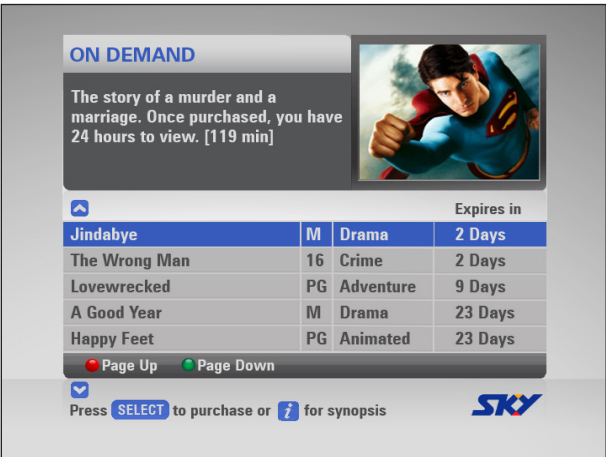 ON DEMAND
The story of a murder and a
marriage. Once purchased, you have
24 hours to view. [119 min]
Expires in
Jindabye M Drama 2 Days
The Wrong Man 16 Crime 2 Days
Lovewrecked PG Adventure 9 Days
A Good Year M Drama 23 Days
Happy Feet PG Animated 23 Days
Page Up Page Down
Press SELECT to purchase or i for synopsis
SKY